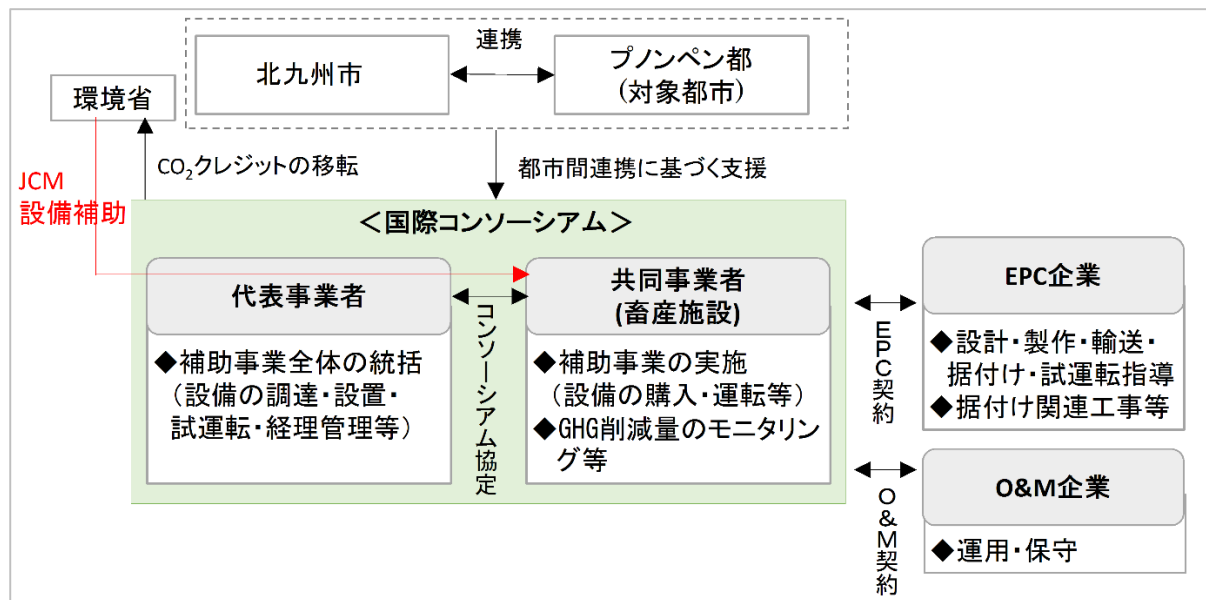 連携
北九州市
プノンペン都
(対象都市)
環境省
CO₂クレジットの移転
都市間連携に基づく支援
JCM
設備補助
＜国際コンソーシアム＞
代表事業者
◆補助事業全体の統括
（設備の調達・設置・
試運転・経理管理等）
コンソーシアム協定
共同事業者
(畜産施設)
◆補助事業の実施
（設備の購入・運転等）
◆GHG削減量のモニタリン
グ等
EPC契約
EPC企業
◆設計・製作・輸送・
据付け・試運転指導
◆据付け関連工事等
O&M契約
O&M企業
◆運用・保守